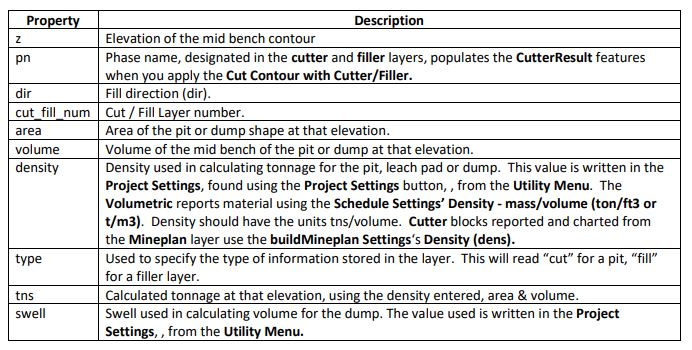 Property Description
z Elevation of the mid bench contour
pn Phase name, designated in the cutter and filler layers, populates the CutterResult features
when you apply the Cut Contour with Cutter/Filler.
dir Fill direction (dir).
cut_fill_num Cut / Fill Layer number.
area Area of the pit or dump shape at that elevation.
volume Volume of the mid bench of the pit or dump at that elevation.
density Density used in calculating tonnage for the pit, leach pad or dump. This value is written in the
Project Settings, found using the Project Settings button, , from the Utility Menu. The
Volumetric reports material using the Schedule Settings’ Density - mass/volume (ton/ft3 or
t/m3). Density should have the units tns/volume. Cutter blocks reported and charted from
the Mineplan layer use the buildMineplan Settings‘s Density (dens).
type Used to specify the type of information stored in the layer. This will read “cut” for a pit, “fill”
for a filler layer.
tns Calculated tonnage at that elevation, using the density entered, area & volume.
swell Swell used in calculating volume for the dump. The value used is written in the Project
Settings, , from the Utility Menu.